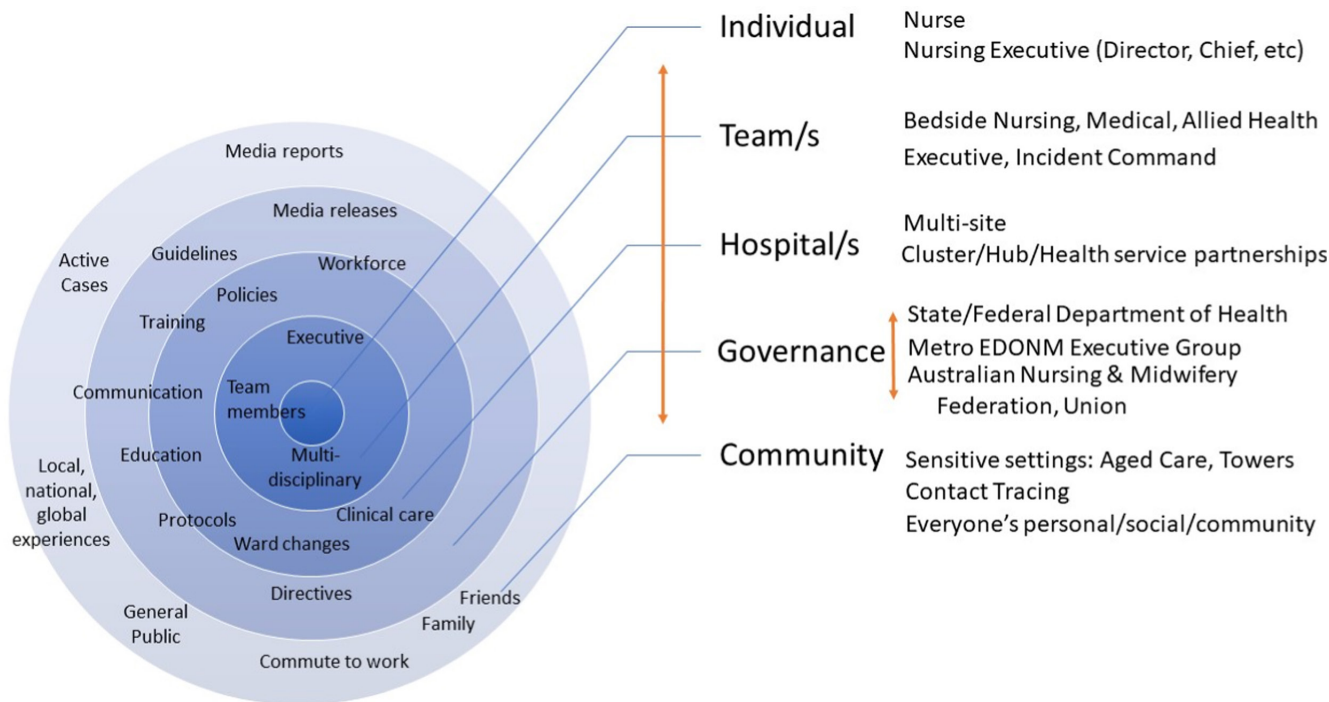 Individual
Nurse
Nursing Executive (Director, Chief, etc)
Team/s
Bedside Nursing, Medical, Allied Health
Executive, Incident Command
Hospital/s
Multi-site
Cluster/Hub/Health service partnerships
Governance
State/Federal Department of Health
Metro EDONM Executive Group
Australian Nursing & Midwifery
Federation, Union
Community
Sensitive settings: Aged Care, Towers
Contact Tracing
Everyone's personal/social/community
Media reports
Media releases
Guidelines
Workforce
Active
Cases
Policies
Training
Executive
Communication
Team
members
Education
Multi-
disciplinary
Local,
national,
global
experiences
Protocols
Clinical care
Ward changes
Directives
Friends
Family
General
Public
Commute to work